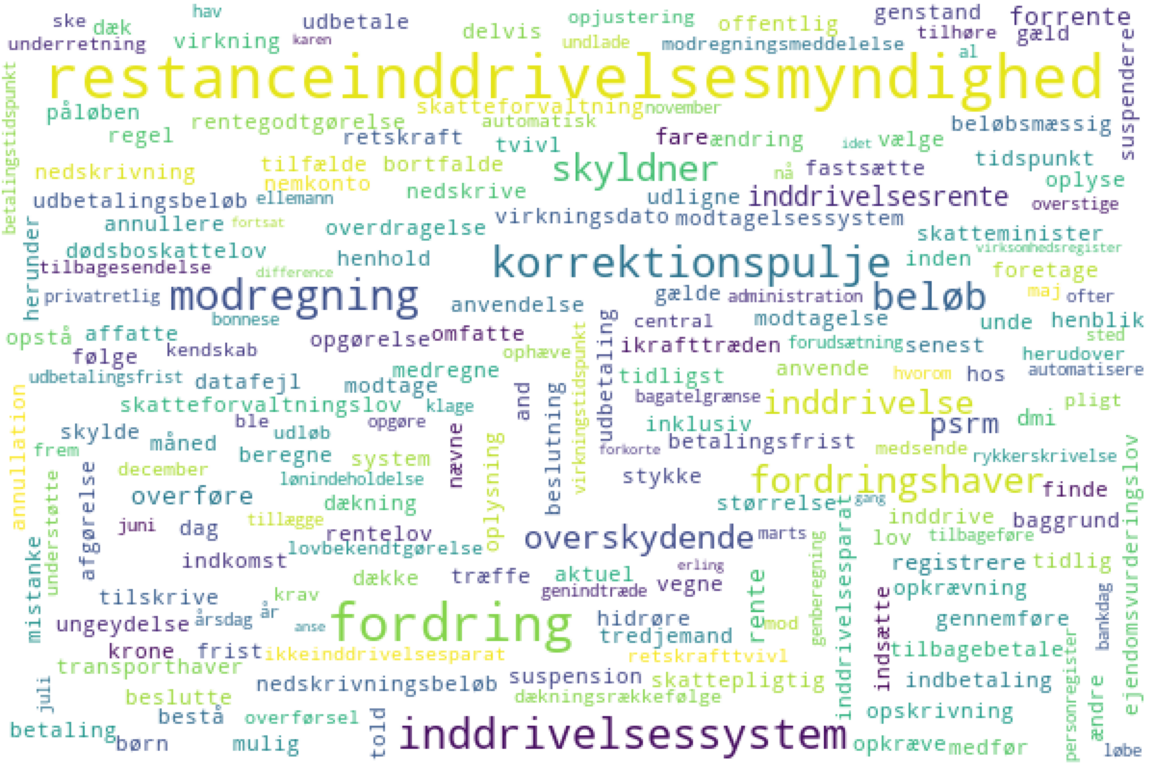 ske dæk hav udbetale delvis opjustering offentlig genstand forrente
underretning virkning karen undlade modregningsmeddelelse tilhøre gæld al
restanceinddrivelsesmyndighed
suspendere
betalingstidspunkt
påløben skatteforvaltning november
rentegodtgørelse automatisk beløbsmæssig
regel retskraft tvivl fare ændring idet vælge
nedskrivning tilfælde bortfalde skyldner nå fastsætte tidspunkt
nemkonto nedskrive oplyse
udbetalingsbeløb ellemann udligne inddrivelsesrente overstige
annullere fortsat overdragelse virkningsdato modtagelsessystem skatteminister
herunder
dødsboskattelov henhold korrektionspulje inden virksomhedsregister
tilbagesendelse difference foretage
privatretlig modregning anvendelse gælde administration beløb maj ofter
bonnese central modtagelse unde henblik
opstå affatte opgørelse omfatte ikrafttræden forudsætning senest sted
følge kendskab ophæve herudover
virkningstidspunkt
udbetaling
udbetalingsfrist datafejl modtage medregne tidligst anvende hvorom hos automatisere
skatteforvaltningslov klage and bagatelgrænse inddrivelse pligt
annullation
skylde ble udløb opgøre inklusiv psrm dmi
måned betalingsfrist
frem beregne system nævne oplysning beslutning forkorte medsende rykkerskrivelse
december lønindeholdelse stykke fordringshaver finde
understøtte
afgørelse
overføre dækning størrelse gang
juni dag tillægge rentelov overskydende marts inddrive baggrund
lovbekendtgørelse lov tilbageføre
mistanke
indkomst dække træffe aktuel erling vegne registrere tidlig
genindtræde opkrævning
inddrivelsesparat
genberegning
ejendomsvurderingslov
tilskrive krav rente
ungeydelse årsdag år anse fordring hidrøre mod gennemføre
tredjemand bankdag
krone frist ikkeinddrivelsesparat retskrafttvivl indsætte tilbagebetale
transporthaver nedskrivningsbeløb suspension skattepligtig indbetaling
juli beslutte dækningsrækkefølge personregister ændre
bestå overførsel told opskrivning
betaling børn mulig inddrivelsessystem opkræve medfør løbe